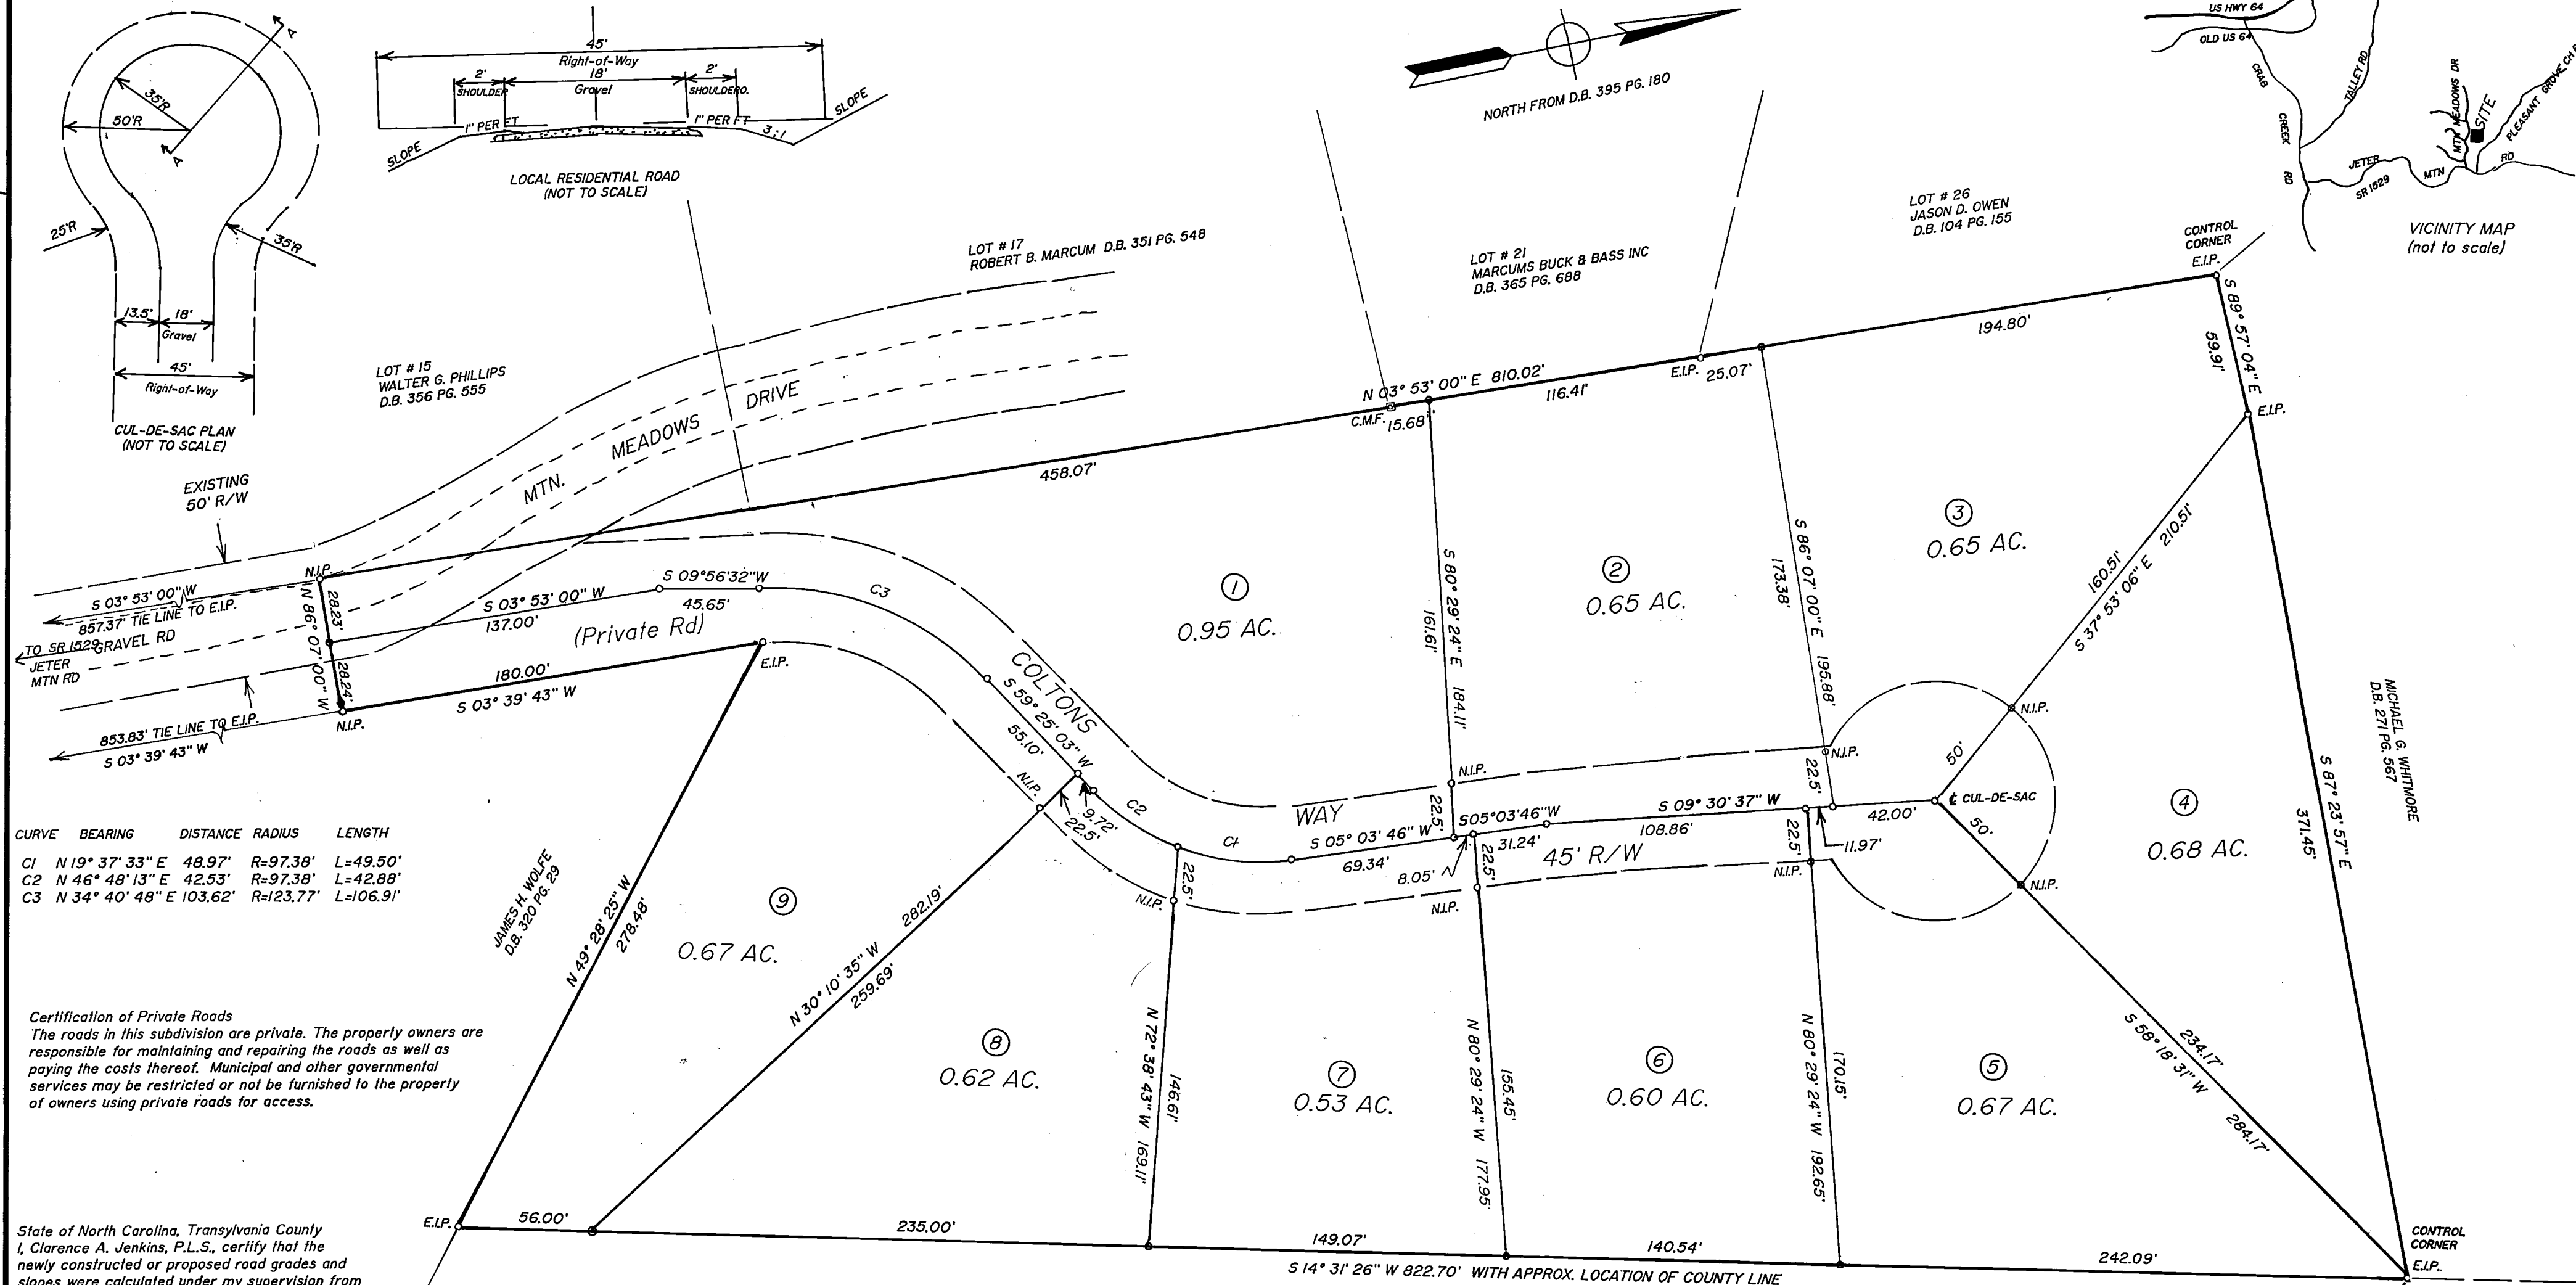 A
A
35'R
50'R
25'R
35'R
13.5'
18'
Gravel
45'
Right-of-Way
CUL-DE-SAC PLAN
(NOT TO SCALE)
45'
Right-of-Way
2'
18'
2'
SHOULDER
Gravel
SHOULDERO.
1" PER FT
1" PER FT
SLOPE
3:1
SLOPE
LOCAL RESIDENTIAL ROAD
(NOT TO SCALE)
NORTH FROM D.B. 395 PG. 180
US HWY 64
OLD US 64
CRAB
CREEK
RD
TALLEY RD
MTN MEADOWS DR
SITE
JETER
MTN
RD
SR 1529
VICINITY MAP
(not to scale)
LOT # 15
WALTER G. PHILLIPS
D.B. 356 PG. 555
LOT # 17
ROBERT B. MARCUM D.B. 351 PG. 548
LOT # 21
MARCUMS BUCK & BASS INC
D.B. 365 PG. 688
LOT # 26
JASON D. OWEN
D.B. 104 PG. 155
CONTROL
CORNER
E.I.P.
S 89° 57' 04" E
59.91'
E.I.P.
194.80'
N 03° 53' 00" E 810.02'
C.M.F.
15.68'
116.41'
E.I.P.
25.07'
458.07'
MTN. MEADOWS DRIVE
EXISTING
50' R/W
N.I.P.
S 03° 53' 00" W
857.37' TIE LINE TO E.I.P.
TO SR 1529
GRAVEL RD
JETER
MTN RD
N 86° 07' 00" W
28.23'
28.24'
N.I.P.
853.83' TIE LINE TO E.I.P.
S 03° 39' 43" W
S 03° 53' 00" W
137.00'
(Private Rd)
S 09°56'32"W
45.65'
180.00'
S 03° 39' 43" W
E.I.P.
C3
COLTONS
S 59° 25' 03" W
55.10'
N.I.P.
9.72'
22.5'
C2
C1
WAY
22.5'
N.I.P.
S 05° 03' 46" W
69.34'
8.05'
S05°03'46"W
31.24'
45' R/W
S 09° 30' 37" W
108.86'
11.97'
42.00'
℄ CUL-DE-SAC
50'
50'
N.I.P.
N.I.P.
N.I.P.
22.5'
N.I.P.
22.5'
N.I.P.
22.5'
N.I.P.
22.5'
1
0.95 AC.
S 80° 29' 24" E 184.11'
161.61'
2
0.65 AC.
S 86° 07' 00" E 195.88'
173.38'
3
0.65 AC.
160.51'
S 37° 53' 06" E 210.51'
4
0.68 AC.
MICHAEL G. WHITMORE
D.B. 271 PG. 567
S 87° 23' 57" E
371.45'
234.17'
S 58° 18' 31" W 284.17'
5
0.67 AC.
N 80° 29' 24" W 192.65'
170.15'
6
0.60 AC.
N 80° 29' 24" W 177.95'
155.45'
7
0.53 AC.
N 72° 38' 43" W 169.11'
146.61'
8
0.62 AC.
N 30° 10' 35" W 282.19'
259.69'
9
0.67 AC.
N 49° 28' 25" W
278.48'
JAMES H. WOLFE
D.B. 320 PG. 29
CURVE BEARING DISTANCE RADIUS LENGTH
C1 N 19° 37' 33" E 48.97' R=97.38' L=49.50'
C2 N 46° 48' 13" E 42.53' R=97.38' L=42.88'
C3 N 34° 40' 48" E 103.62' R=123.77' L=106.91'
Certification of Private Roads
The roads in this subdivision are private. The property owners are
responsible for maintaining and repairing the roads as well as
paying the costs thereof. Municipal and other governmental
services may be restricted or not be furnished to the property
of owners using private roads for access.
State of North Carolina, Transylvania County
I, Clarence A. Jenkins, P.L.S., certify that the
newly constructed or proposed road grades and
slopes were calculated under my supervision from
E.I.P.
56.00'
235.00'
149.07'
140.54'
242.09'
S 14° 31' 26" W 822.70' WITH APPROX. LOCATION OF COUNTY LINE
CONTROL
CORNER
E.I.P.
PLEASANT GROVE CH